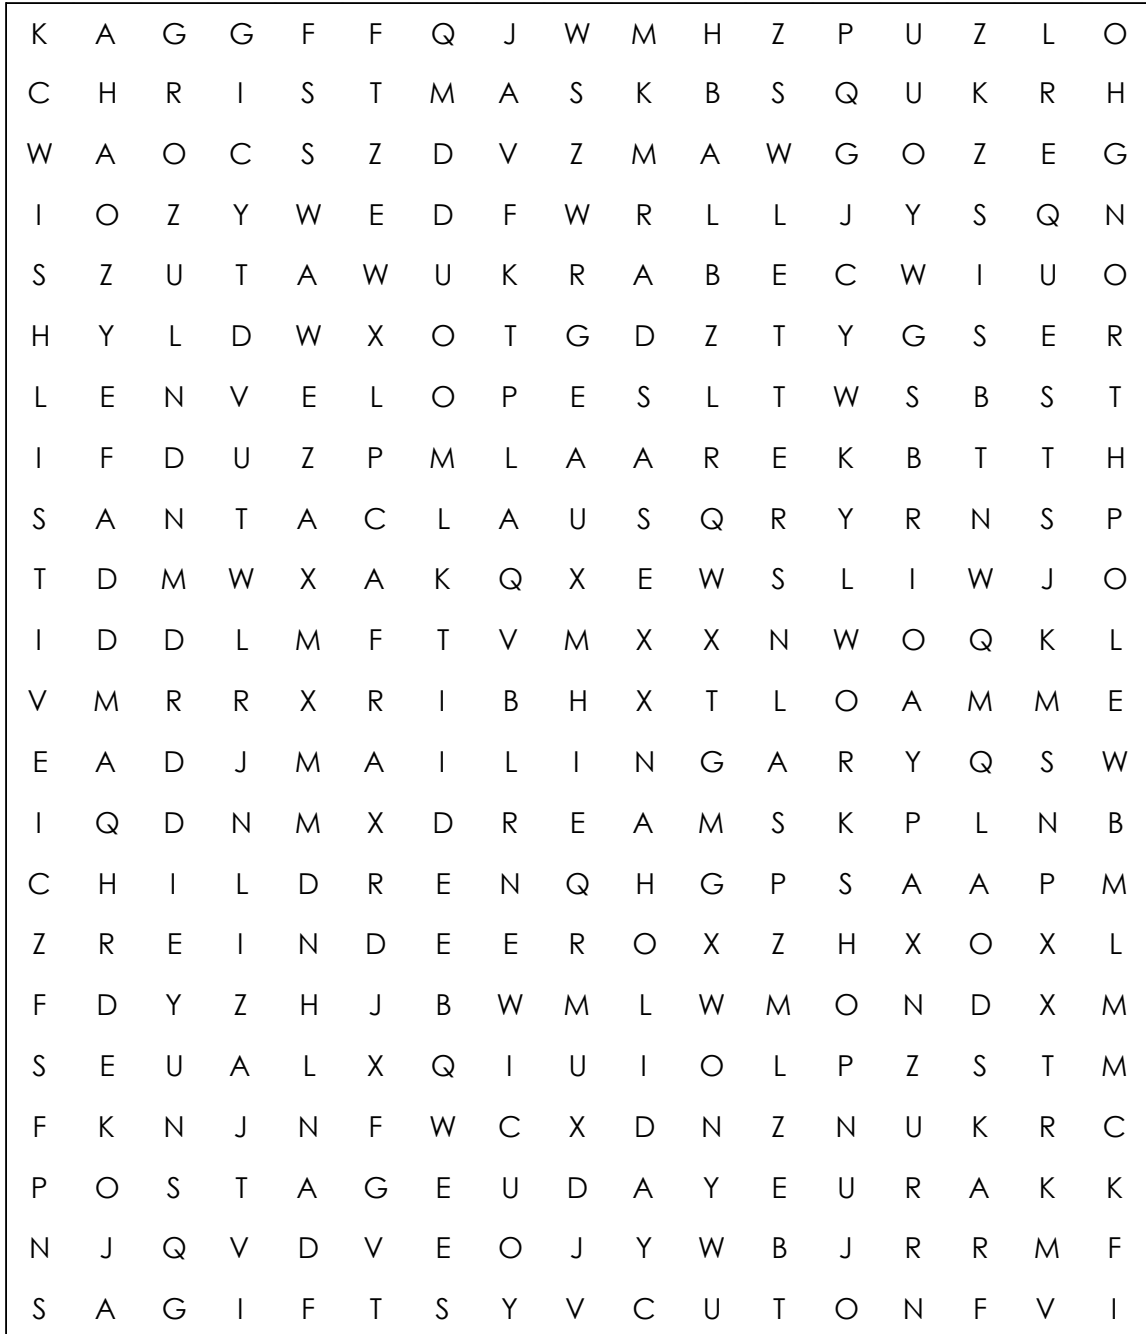 K A G G F F Q J W M H Z P U Z L O
C H R I S T M A S K B S Q U K R H
W A O C S Z D V Z M A W G O Z E G
I O Z Y W E D F W R L L J Y S Q N
S Z U T A W U K R A B E C W I U O
H Y L D W X O T G D Z T Y G S E R
L E N V E L O P E S L T W S B S T
I F D U Z P M L A A R E K B T T H
S A N T A C L A U S Q R Y R N S P
T D M W X A K Q X E W S L I W J O
I D D L M F T V M X X N W O Q K L
V M R R X R I B H X T L O A M M E
E A D J M A I L I N G A R Y Q S W
I Q D N M X D R E A M S K P L N B
C H I L D R E N Q H G P S A A P M
Z R E I N D E E R O X Z H X O X L
F D Y Z H J B W M L W M O N D X M
S E U A L X Q I U I O L P Z S T M
F K N J N F W C X D N Z N U K R C
P O S T A G E U D A Y E U R A K K
N J Q V D V E O J Y W B J R R M F
S A G I F T S Y V C U T O N F V I